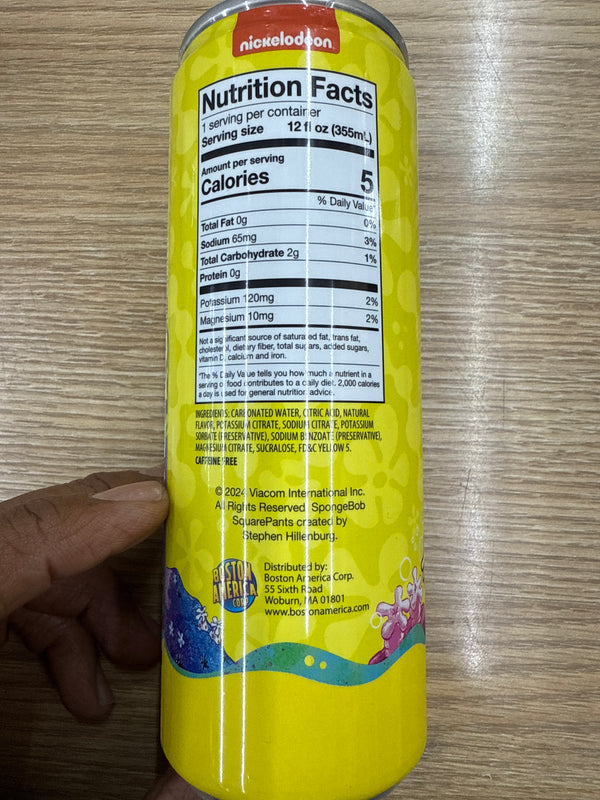 nickelodeon
Nutrition Facts
1 serving per container
Serving size 12 fl oz (355mL)
Amount per serving
Calories 5
% Daily Value*
Total Fat 0g 0%
Sodium 65mg 3%
Total Carbohydrate 2g 1%
Protein 0g
Potassium 120mg 2%
Magnesium 10mg 2%
Not a significant source of saturated fat, trans fat,
cholesterol, dietary fiber, total sugars, added sugars,
vitamin D, calcium and iron.
*The % Daily Value tells you how much a nutrient in a
serving of food contributes to a daily diet. 2,000 calories
a day is used for general nutrition advice.
INGREDIENTS: CARBONATED WATER, CITRIC ACID, NATURAL
FLAVOR, POTASSIUM CITRATE, SODIUM CITRATE, POTASSIUM
SORBATE (PRESERVATIVE), SODIUM BENZOATE (PRESERVATIVE),
MAGNESIUM CITRATE, SUCRALOSE, FD&C YELLOW 5.
CAFFEINE FREE
© 2024 Viacom International Inc.
All Rights Reserved. SpongeBob
SquarePants created by
Stephen Hillenburg.
BOSTON
AMERICA
CORP
Distributed by:
Boston America Corp.
55 Sixth Road
Woburn, MA 01801
www.bostonamerica.com